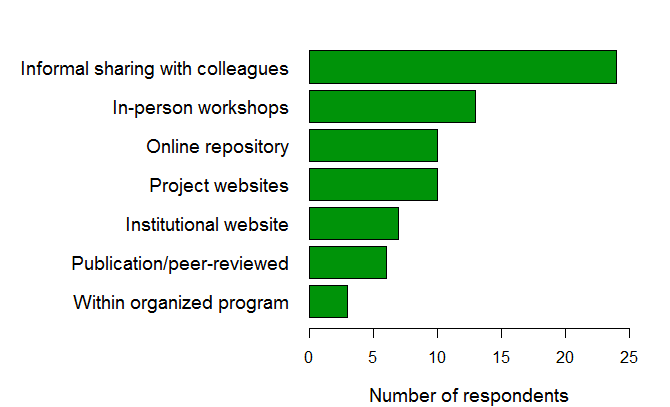 Informal sharing with colleagues
In-person workshops
Online repository
Project websites
Institutional website
Publication/peer-reviewed
Within organized program
0 5 10 15 20 25
Number of respondents